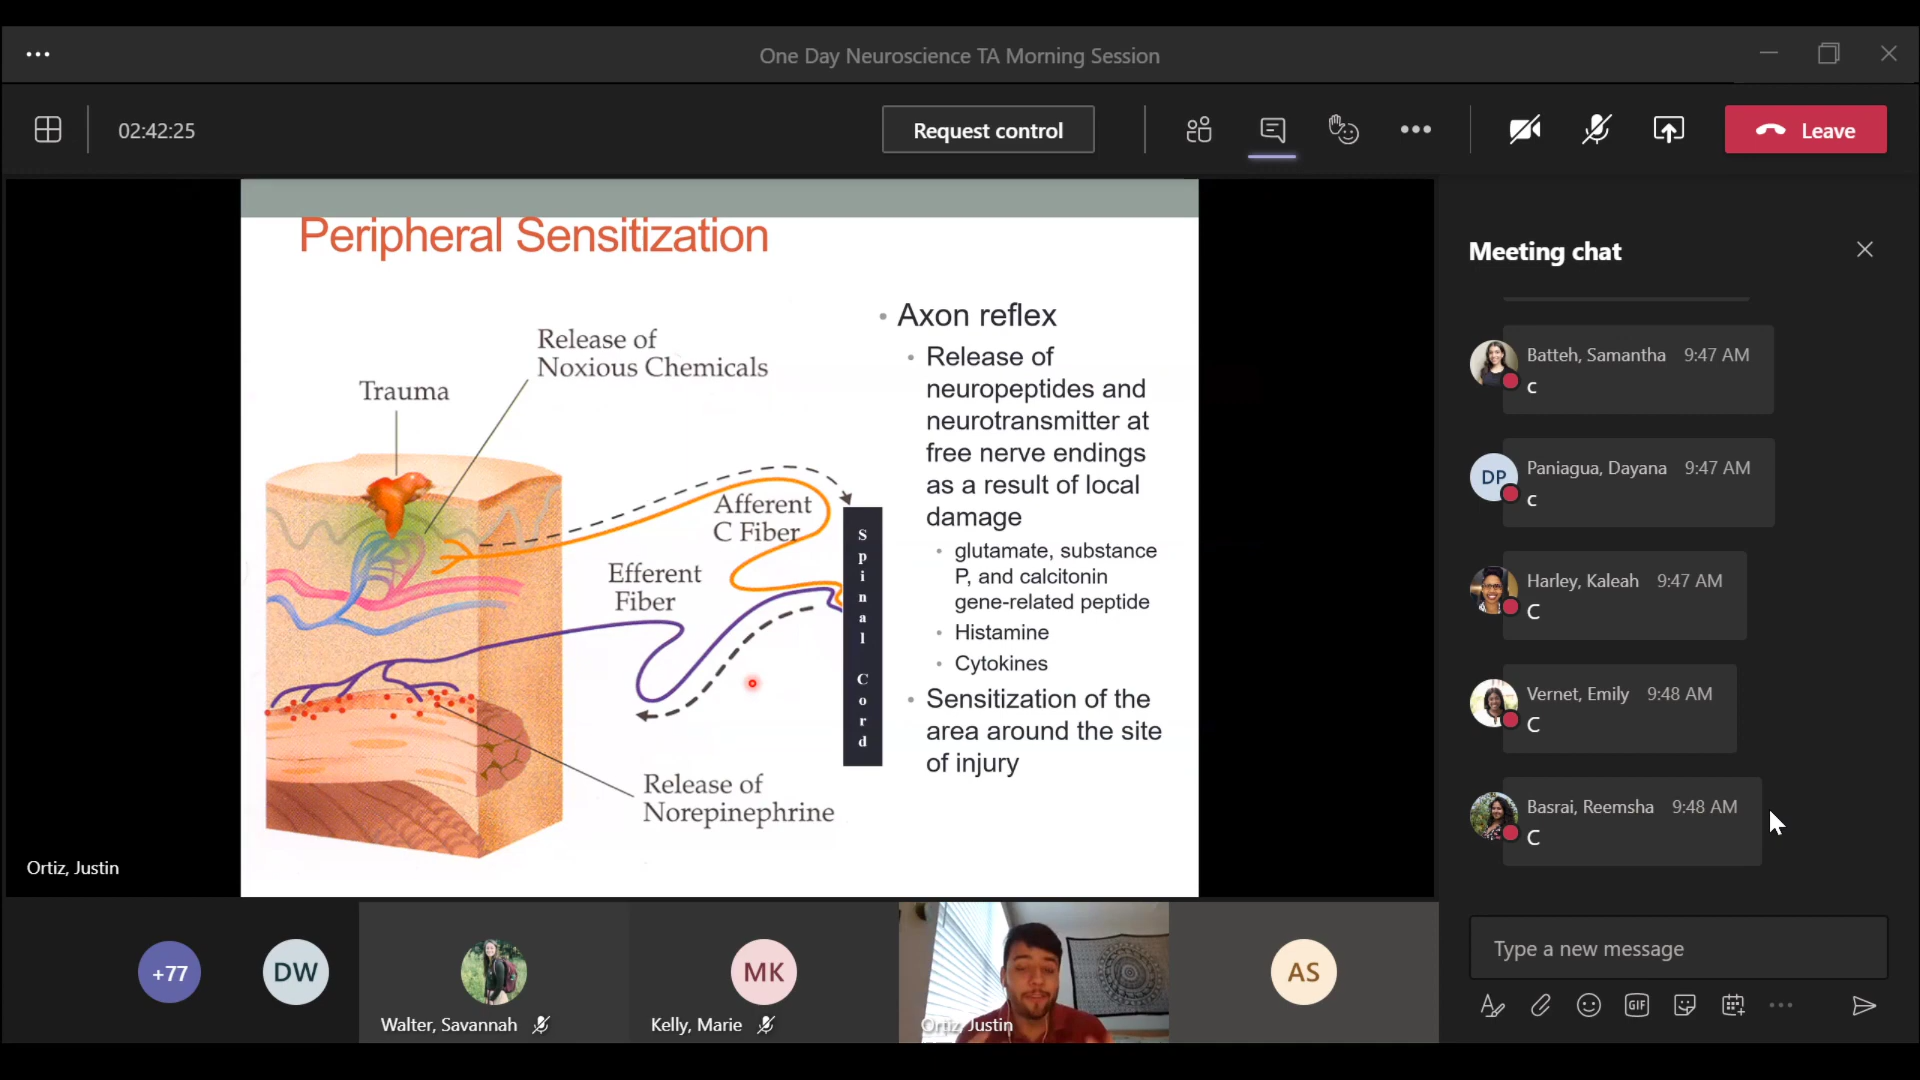 One Day Neuroscience TA Morning Session
02:42:25
Request control
Leave
Peripheral Sensitization
Release of
Noxious Chemicals
Trauma
Afferent
C Fiber
Efferent
Fiber
Spinal Cord
Release of
Norepinephrine
Axon reflex
Release of
neuropeptides and
neurotransmitter at
free nerve endings
as a result of local
damage
glutamate, substance
P, and calcitonin
gene-related peptide
Histamine
Cytokines
Sensitization of the
area around the site
of injury
Ortiz, Justin
Meeting chat
Batteh, Samantha 9:47 AM
c
DP
Paniagua, Dayana 9:47 AM
c
Harley, Kaleah 9:47 AM
C
Vernet, Emily 9:48 AM
C
Basrai, Reemsha 9:48 AM
C
Type a new message
GIF
+77
DW
Walter, Savannah
MK
Kelly, Marie
Ortiz, Justin
AS